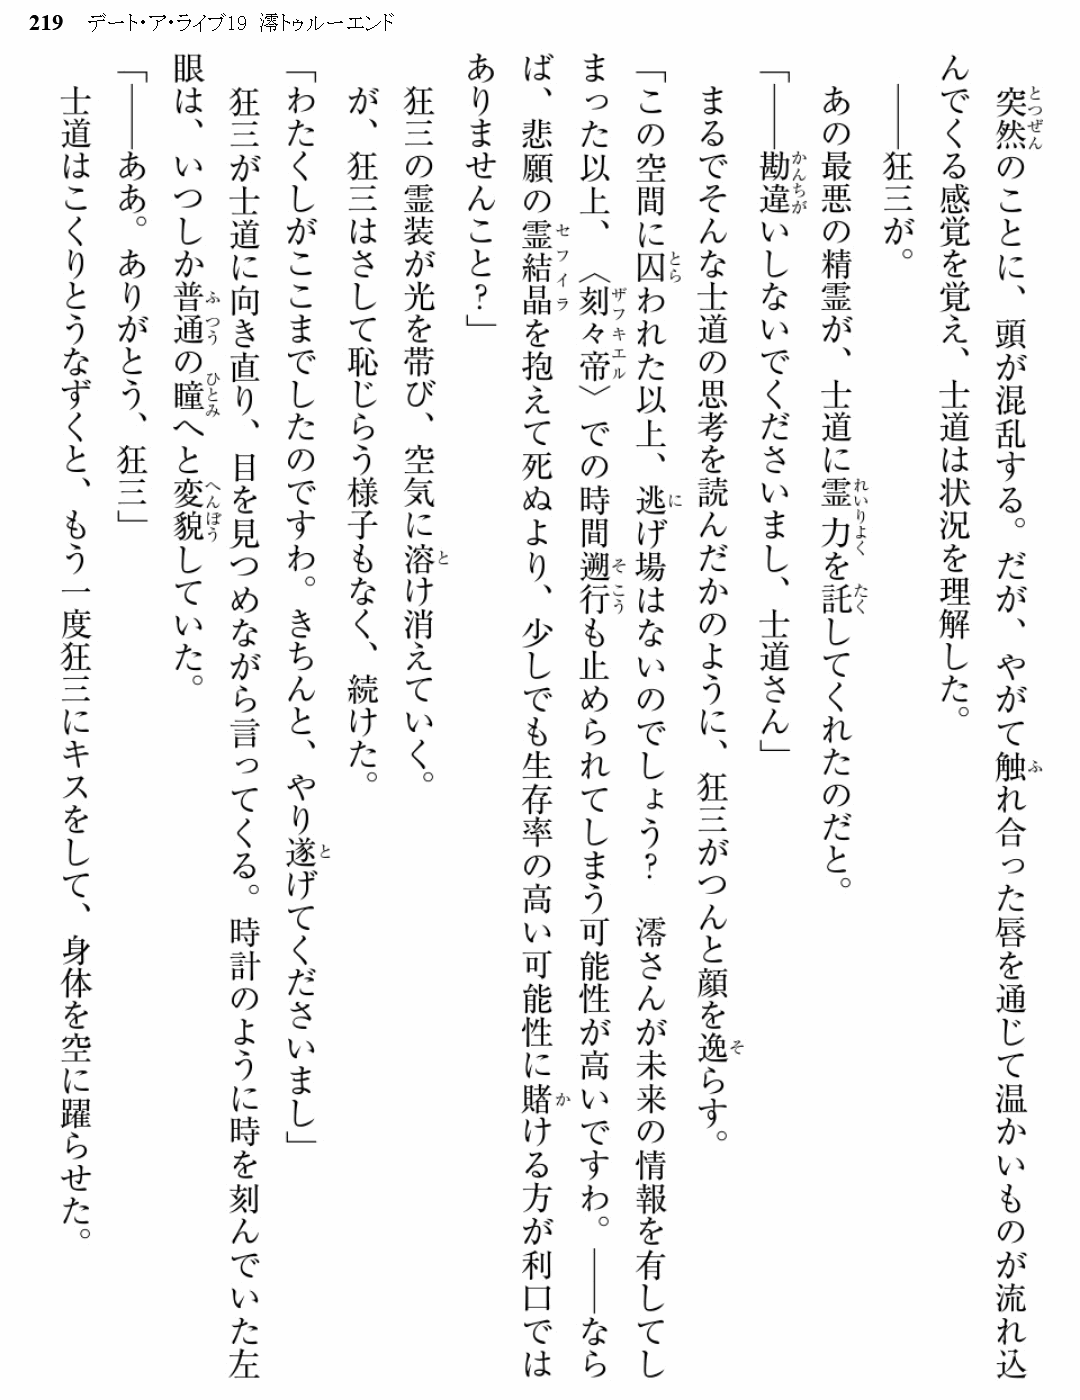 219 デート・ア・ライブ19 澪トゥルーエンド
　突然のことに、頭が混乱する。だが、やがて触れ合った唇を通じて温かいものが流れ込
んでくる感覚を覚え、士道は状況を理解した。
　――狂三が。
　あの最悪の精霊が、士道に霊力を託してくれたのだと。
「――勘違いしないでくださいまし、士道さん」
　まるでそんな士道の思考を読んだかのように、狂三がつんと顔を逸らす。
「この空間に囚われた以上、逃げ場はないのでしょう？　澪さんが未来の情報を有してし
まった以上、〈刻々帝〉での時間遡行も止められてしまう可能性が高いですわ。――なら
ば、悲願の霊結晶を抱えて死ぬより、少しでも生存率の高い可能性に賭ける方が利口では
ありませんこと？」
　狂三の霊装が光を帯び、空気に溶け消えていく。
　が、狂三はさして恥じらう様子もなく、続けた。
「わたくしがここまでしたのですわ。きちんと、やり遂げてくださいまし」
　狂三が士道に向き直り、目を見つめながら言ってくる。時計のように時を刻んでいた左
眼は、いつしか普通の瞳へと変貌していた。
「――ああ。ありがとう、狂三」
　士道はこくりとうなずくと、もう一度狂三にキスをして、身体を空に躍らせた。